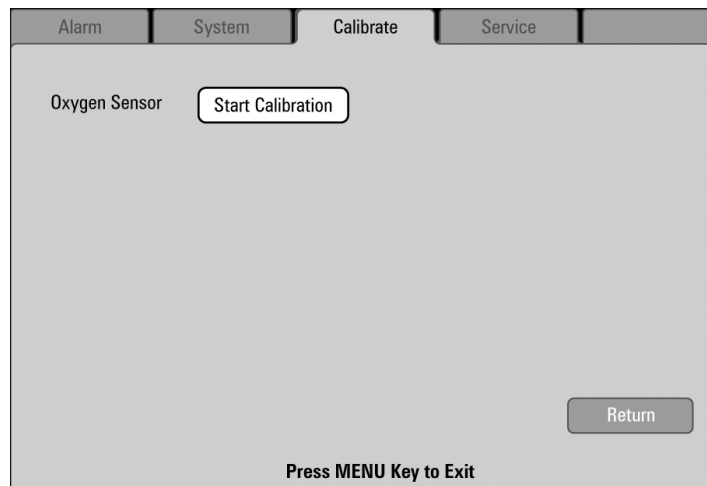 Alarm System Calibrate Service
Oxygen Sensor Start Calibration
Return
Press MENU Key to Exit